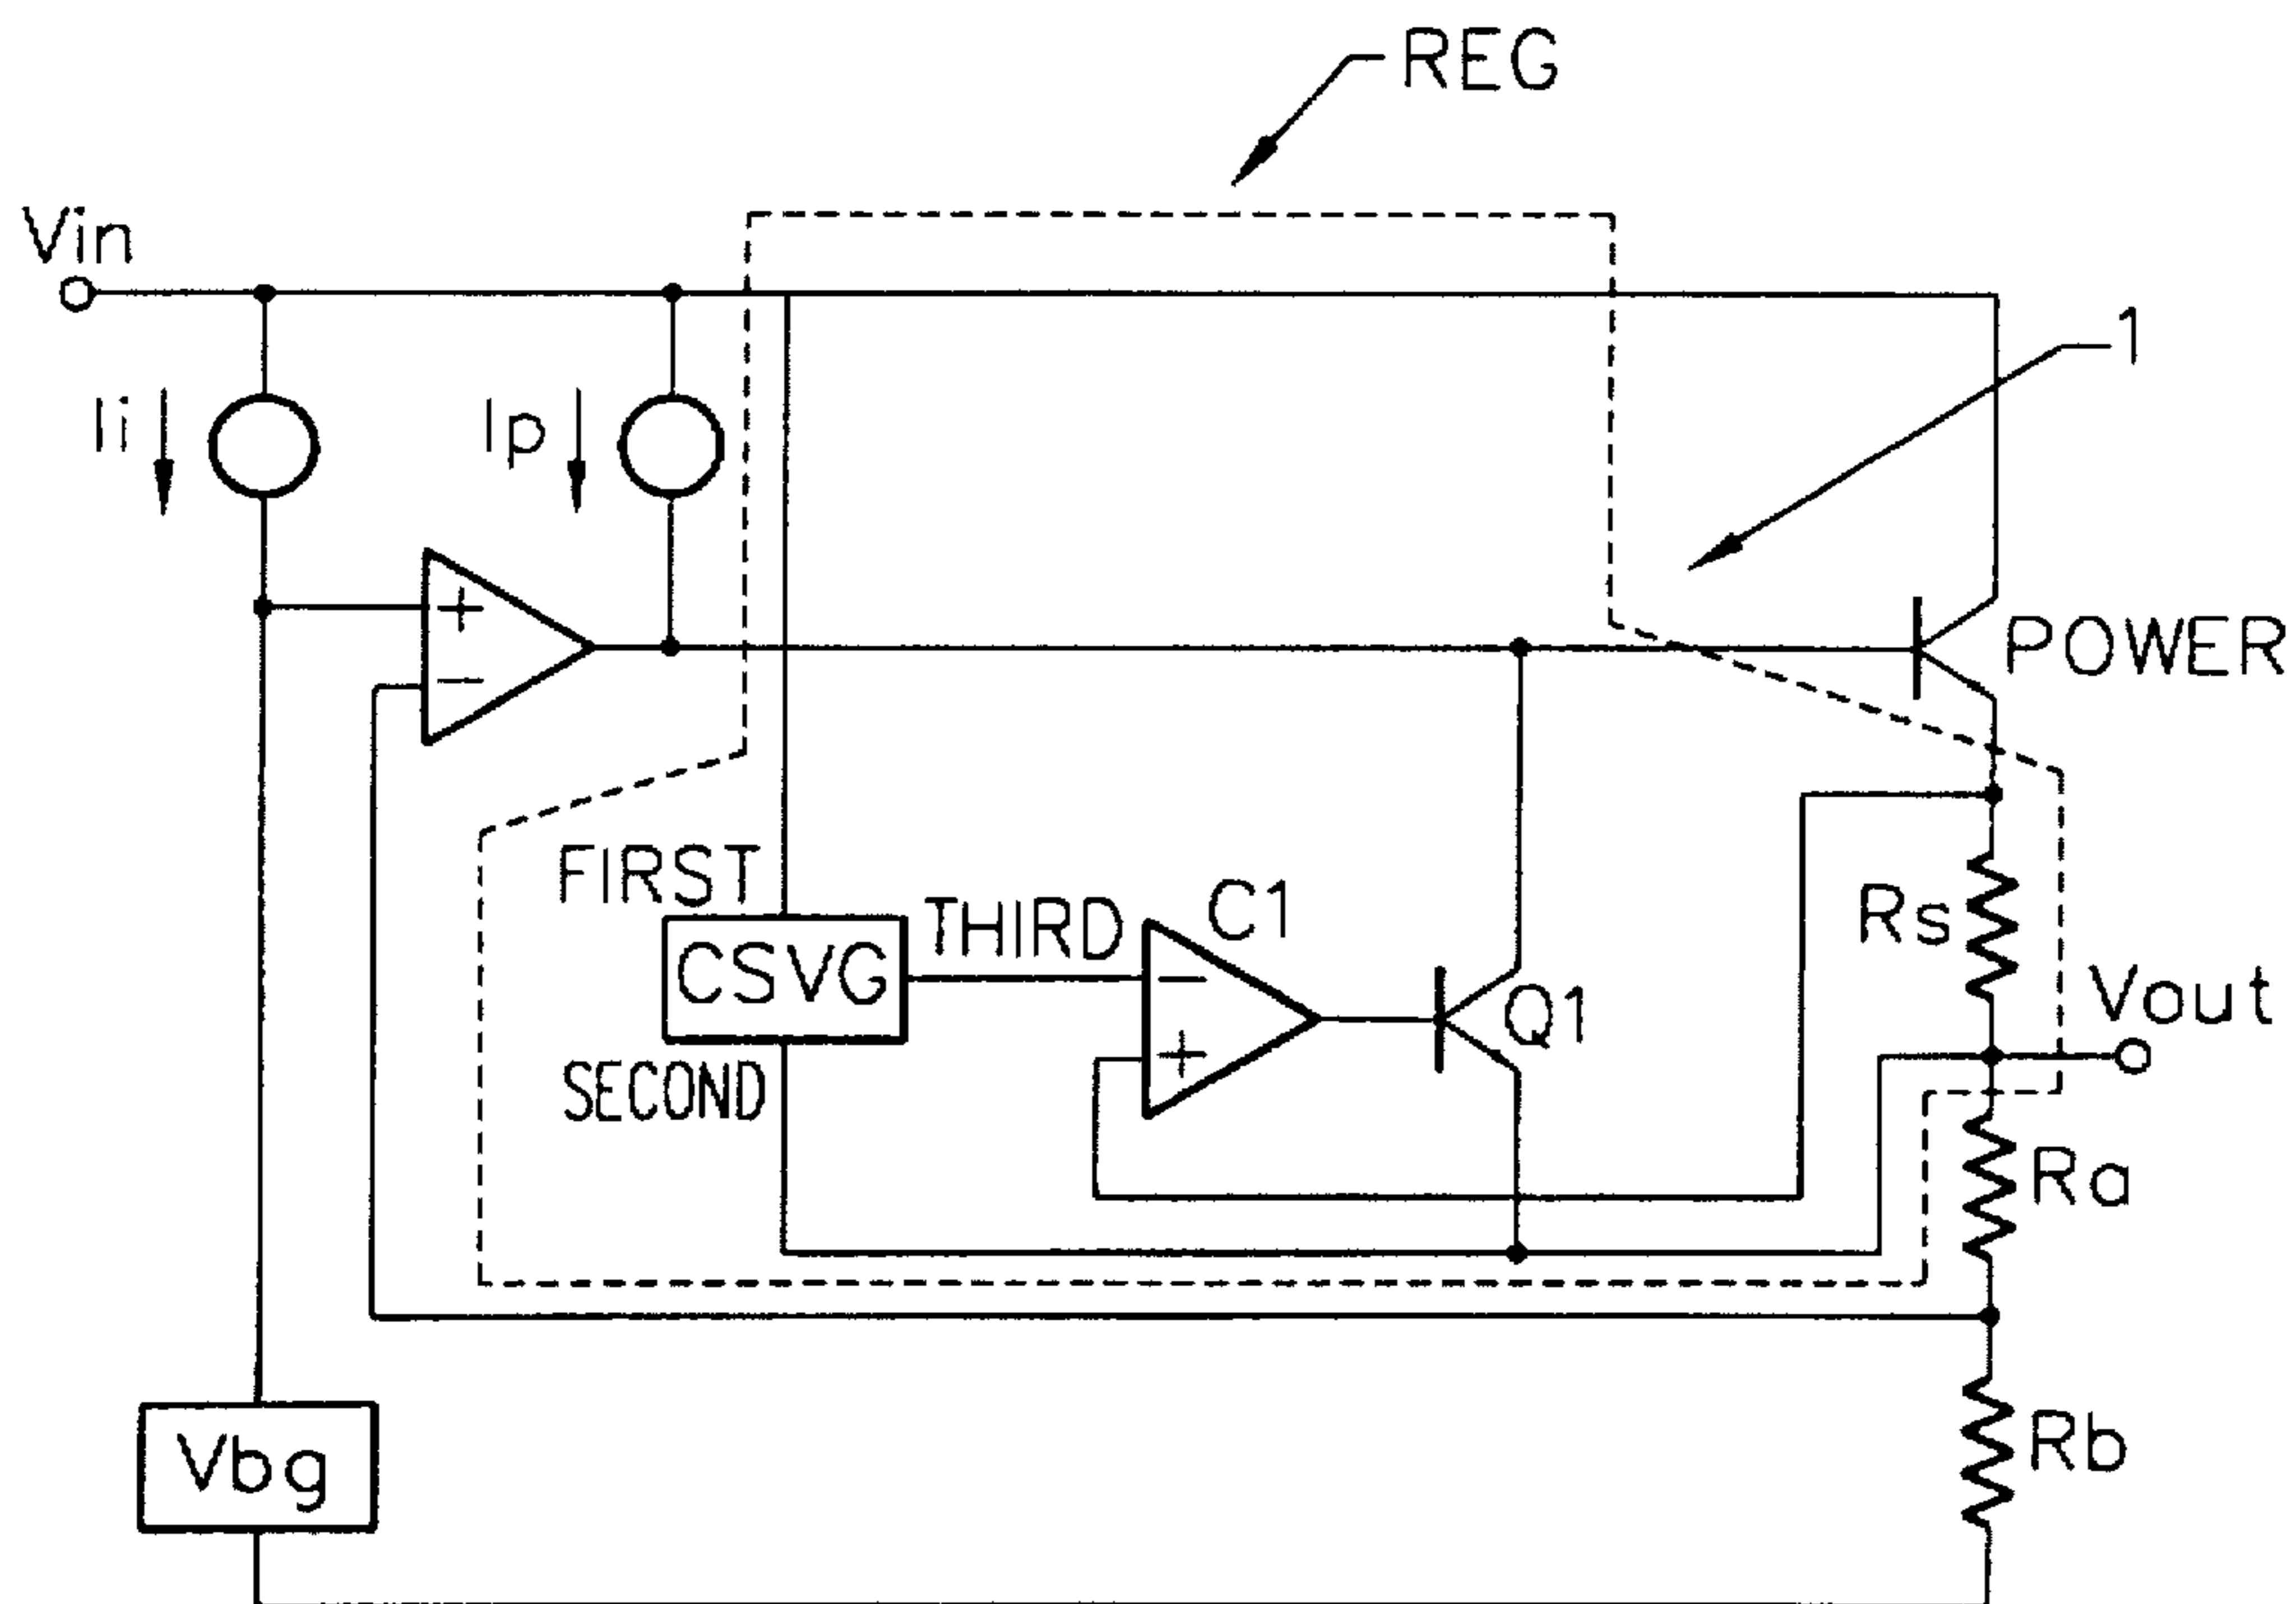 REG
Vin
1
Ii
Ip
+
−
POWER
FIRST
THIRD
C1
Rs
CSVG
−
+
Q1
Vout
SECOND
Ra
Vbg
Rb